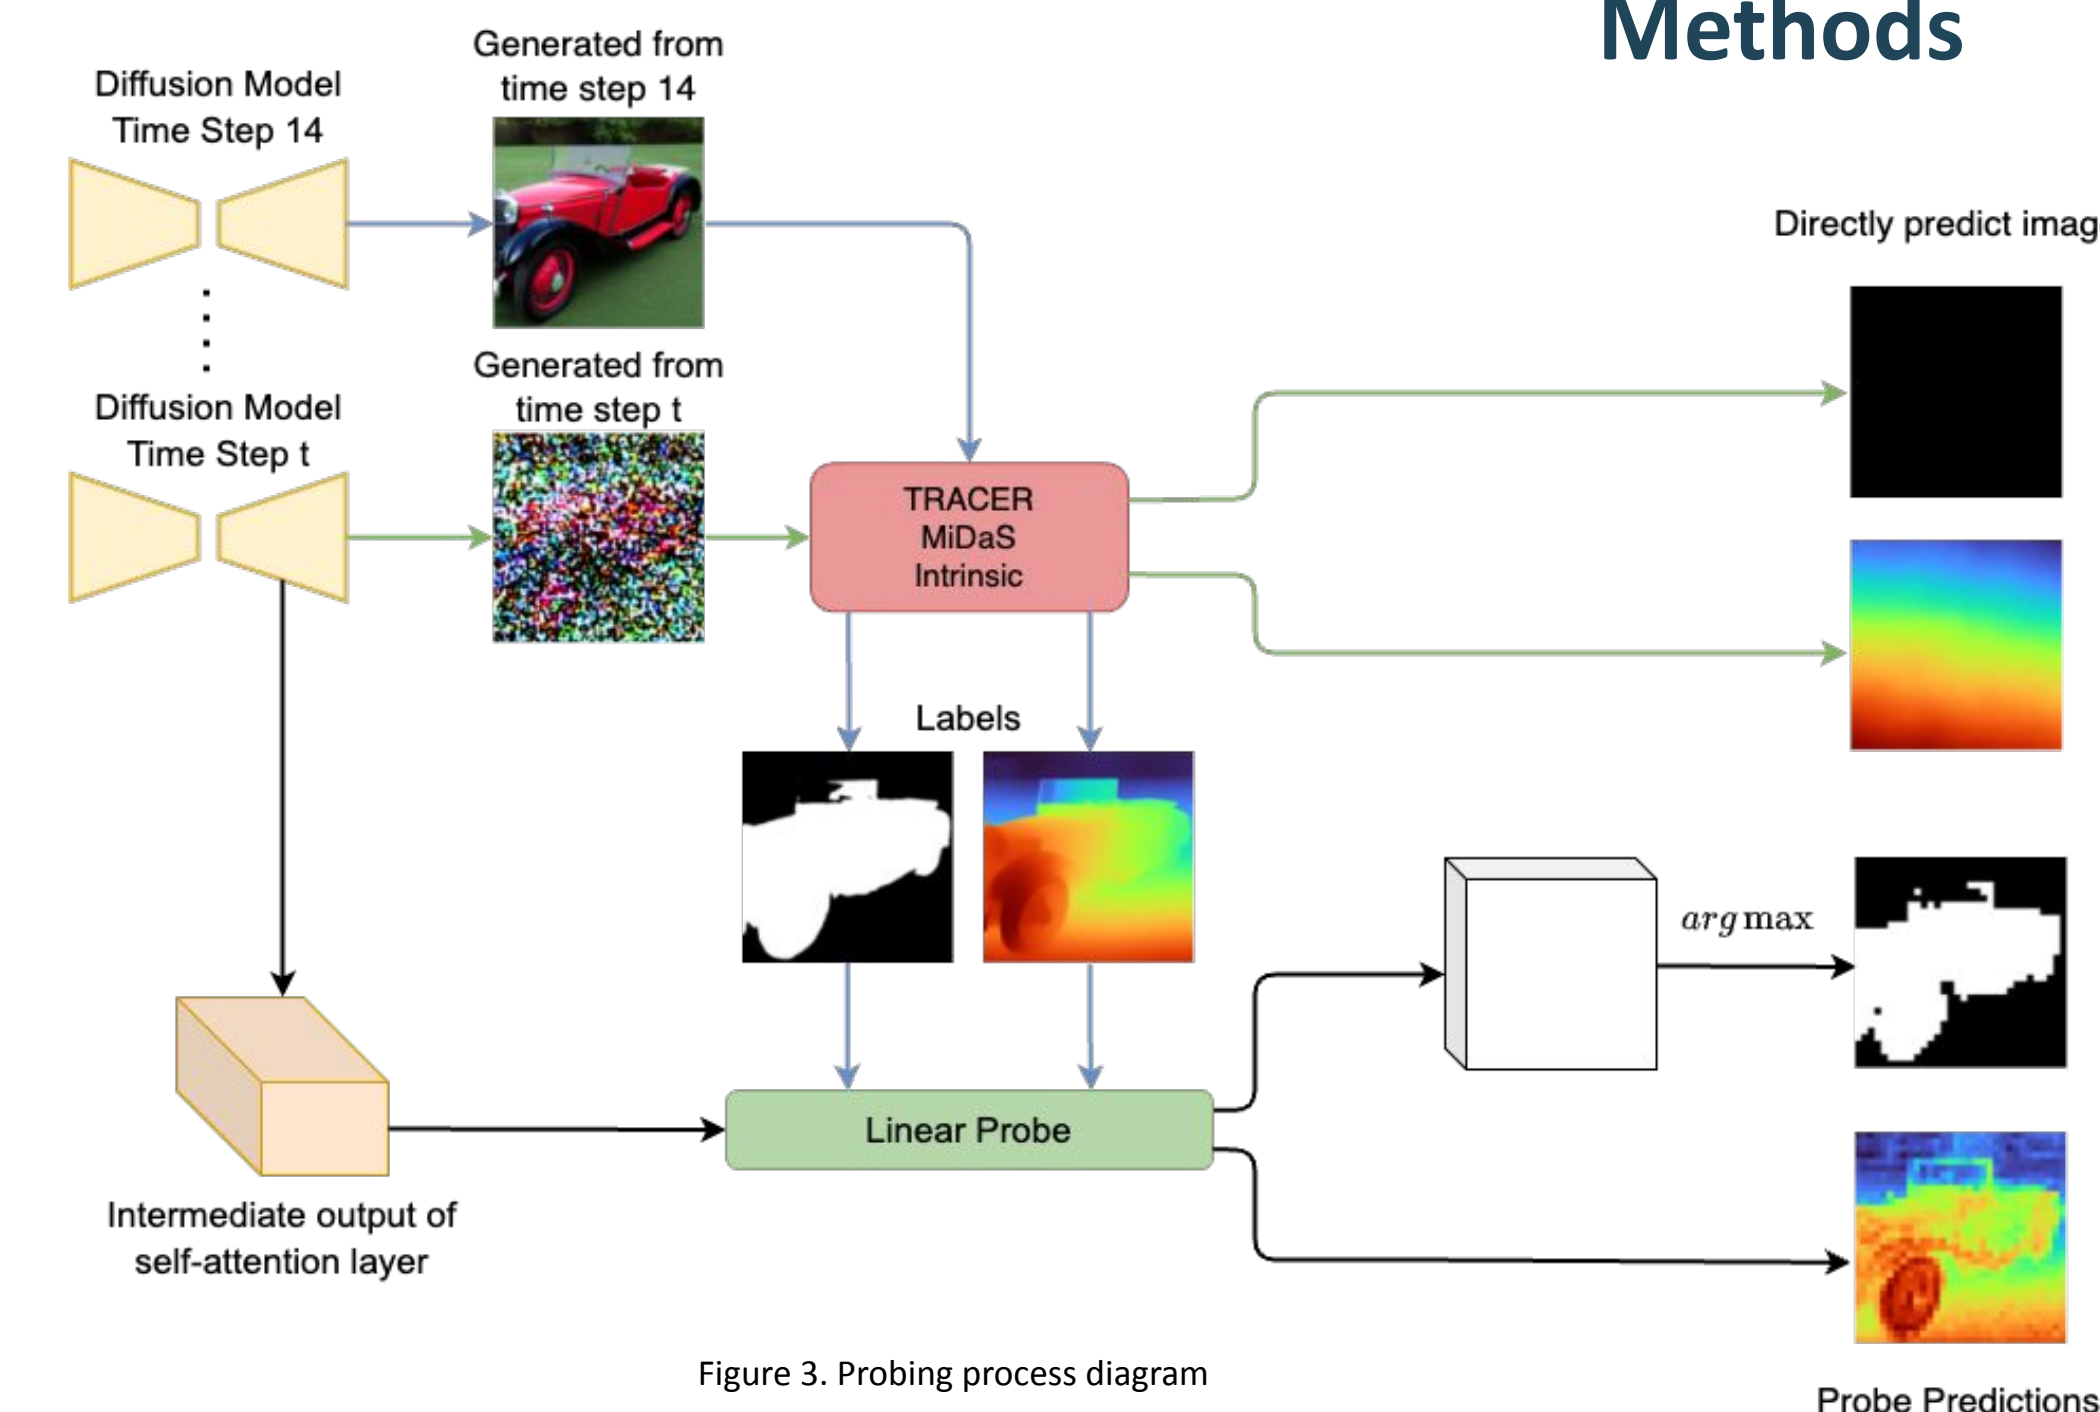 Methods
Diffusion Model
Time Step 14
Generated from
time step 14
Directly predict imag
Diffusion Model
Time Step t
Generated from
time step t
TRACER
MiDaS
Intrinsic
Labels
arg max
Linear Probe
Intermediate output of
self-attention layer
Figure 3. Probing process diagram
Probe Predictions